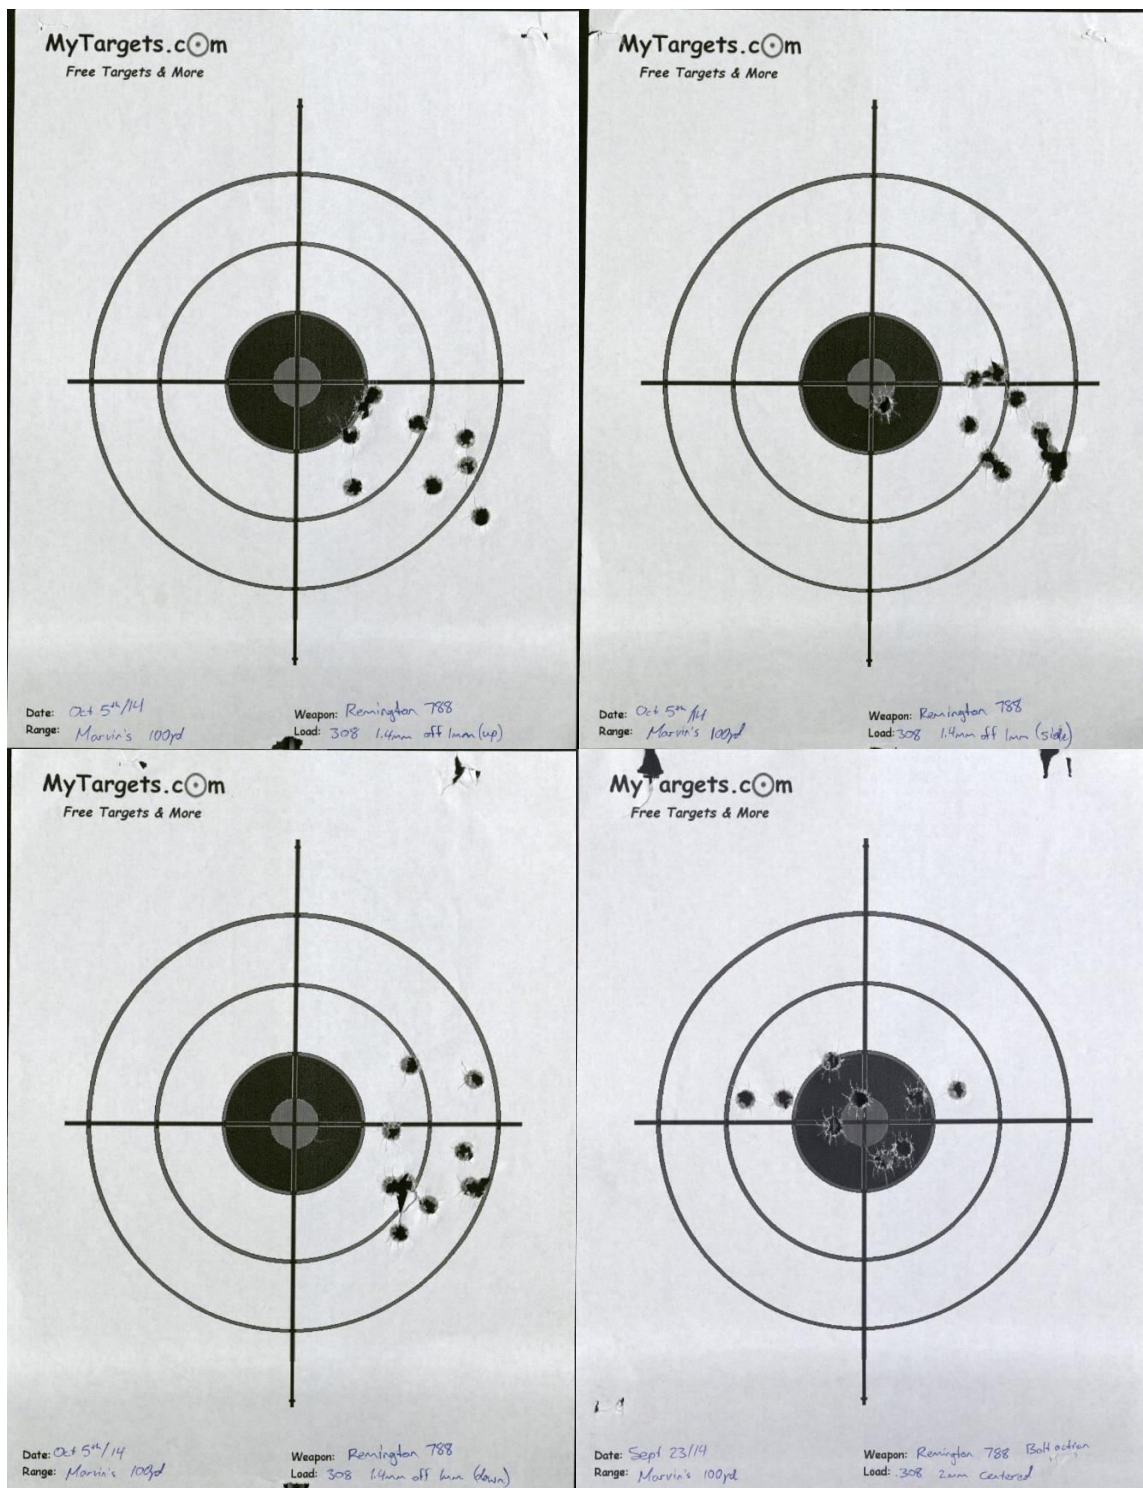 MyTargets.com
Free Targets & More
Date: Oct 5th/14
Range: Marvin's 100yd
Weapon: Remington 788
Load: 308 1.4mm off 1mm (up)
MyTargets.com
Free Targets & More
Date: Oct 5th/14
Range: Marvin's 100yd
Weapon: Remington 788
Load: 308 1.4mm off 1mm (side)
MyTargets.com
Free Targets & More
Date: Oct 5th/14
Range: Marvin's 100yd
Weapon: Remington 788
Load: 308 1.4mm off 1mm (down)
MyTargets.com
Free Targets & More
Date: Sept 23/14
Range: Marvin's 100yd
Weapon: Remington 788 Bolt action
Load: .308 2mm centered